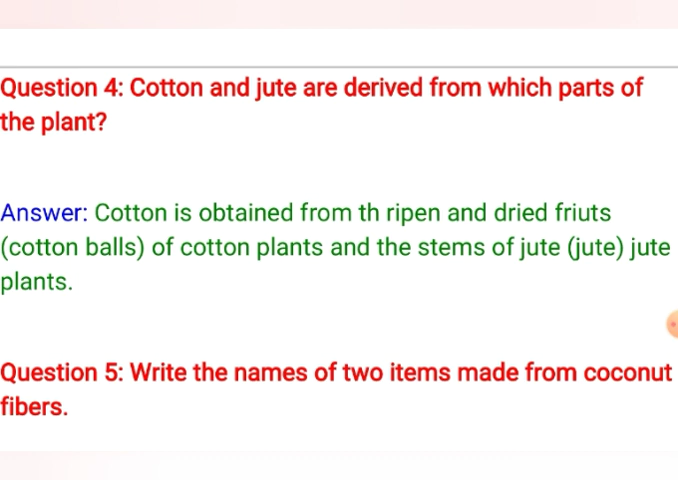 Question 4: Cotton and jute are derived from which parts of
the plant?
Answer: Cotton is obtained from th ripen and dried friuts
(cotton balls) of cotton plants and the stems of jute (jute) jute
plants.
Question 5: Write the names of two items made from coconut
fibers.